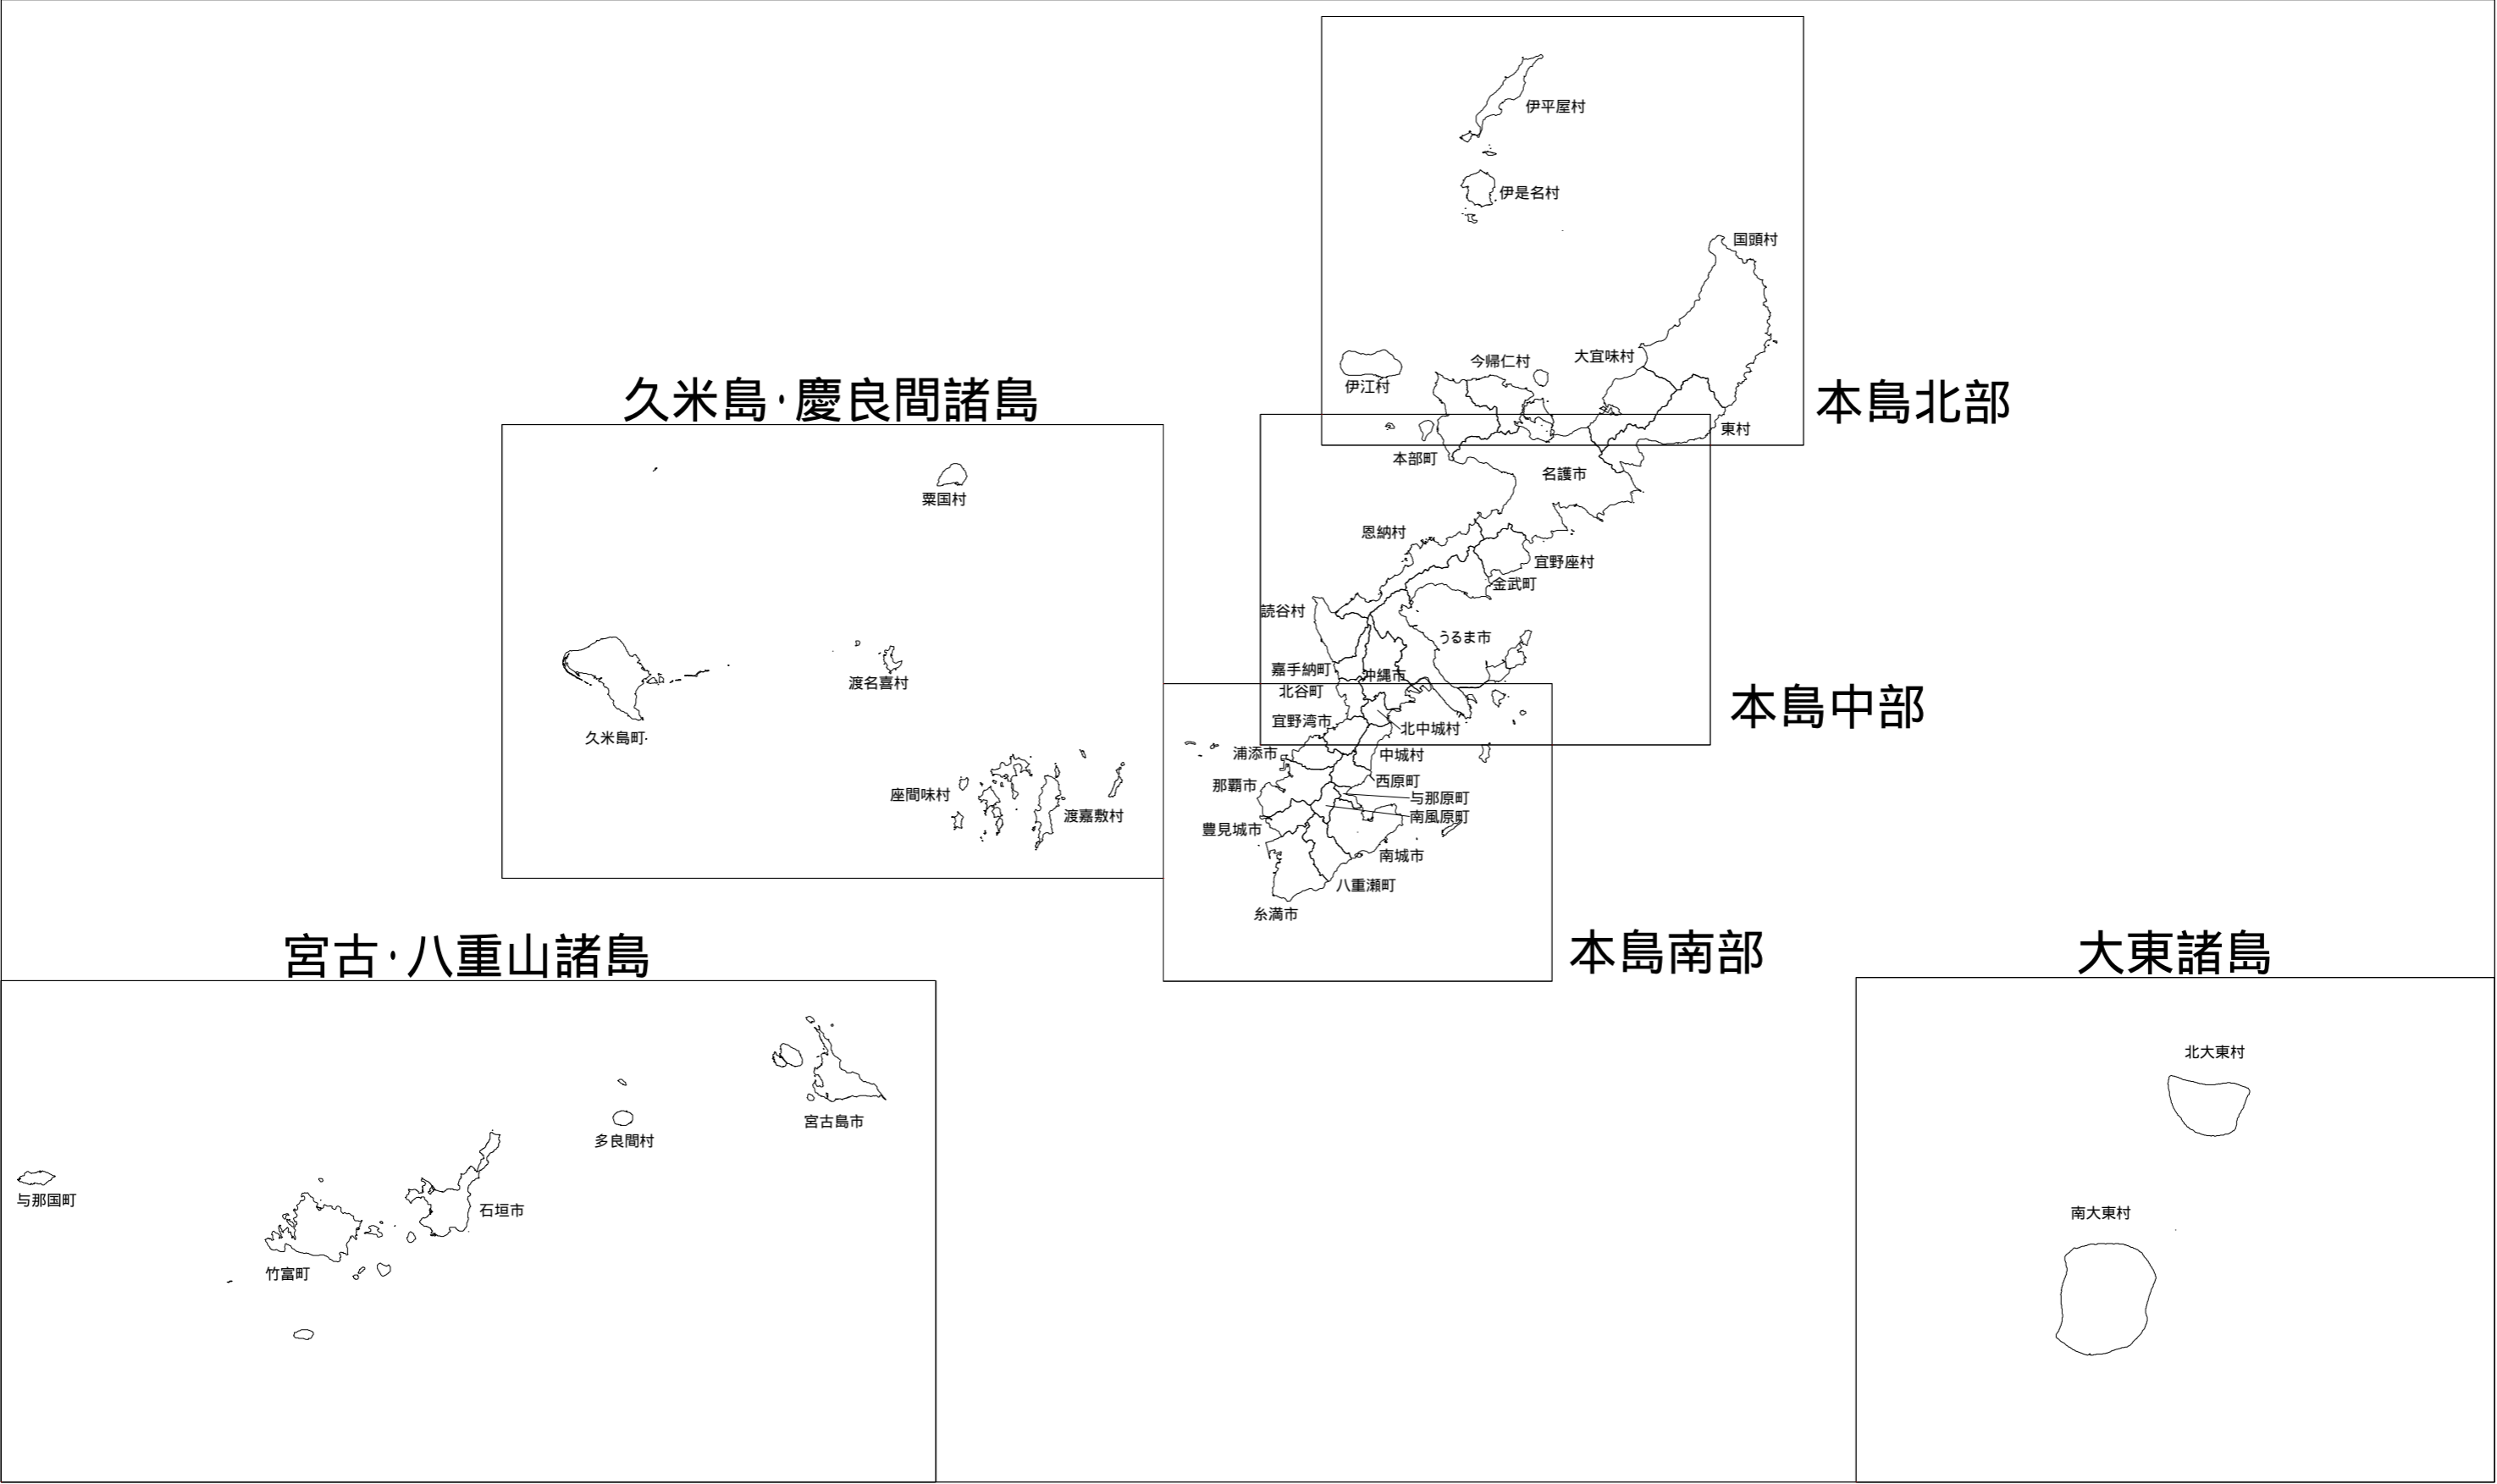 伊平屋村
伊是名村
国頭村
大宜味村
今帰仁村
伊江村
本島北部
東村
本部町
名護市
久米島・慶良間諸島
粟国村
渡名喜村
久米島町
座間味村
渡嘉敷村
恩納村
宜野座村
金武町
読谷村
うるま市
嘉手納町
沖縄市
北谷町
本島中部
宜野湾市
北中城村
浦添市
中城村
西原町
那覇市
与那原町
南風原町
豊見城市
南城市
八重瀬町
糸満市
本島南部
宮古・八重山諸島
宮古島市
多良間村
与那国町
石垣市
竹富町
大東諸島
北大東村
南大東村